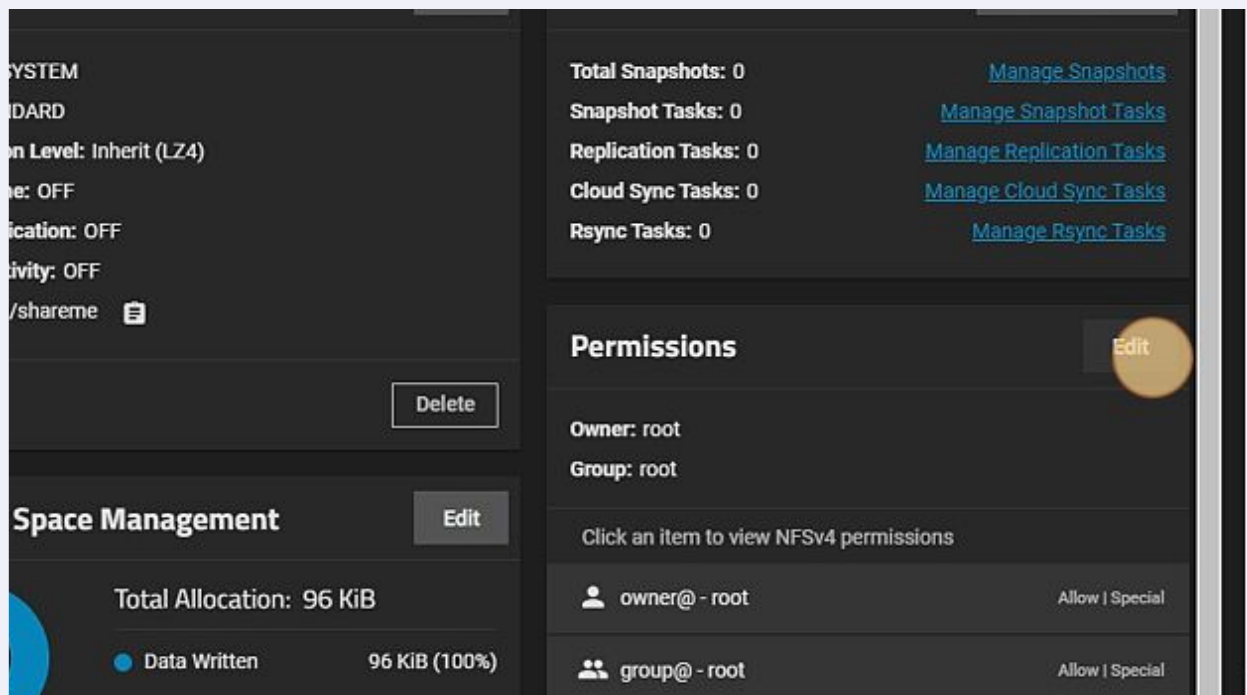 YSTEM
DARD
on Level: Inherit (LZ4)
ne: OFF
ication: OFF
tivity: OFF
/shareme
Delete
Space Management
Edit
Total Allocation: 96 KiB
Data Written 96 KiB (100%)
Total Snapshots: 0 Manage Snapshots
Snapshot Tasks: 0 Manage Snapshot Tasks
Replication Tasks: 0 Manage Replication Tasks
Cloud Sync Tasks: 0 Manage Cloud Sync Tasks
Rsync Tasks: 0 Manage Rsync Tasks
Permissions
Edit
Owner: root
Group: root
Click an item to view NFSv4 permissions
owner@ - root Allow | Special
group@ - root Allow | Special